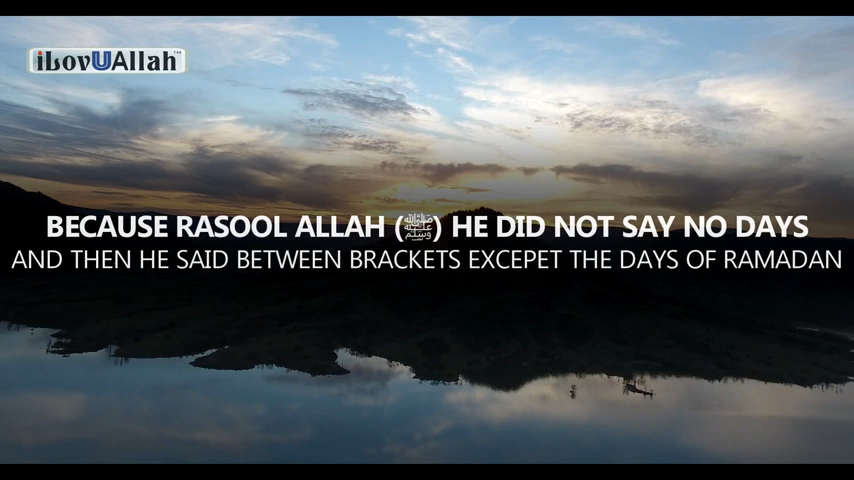 iLovUAllah™
BECAUSE RASOOL ALLAH (ﷺ) HE DID NOT SAY NO DAYS
AND THEN HE SAID BETWEEN BRACKETS EXCEPET THE DAYS OF RAMADAN